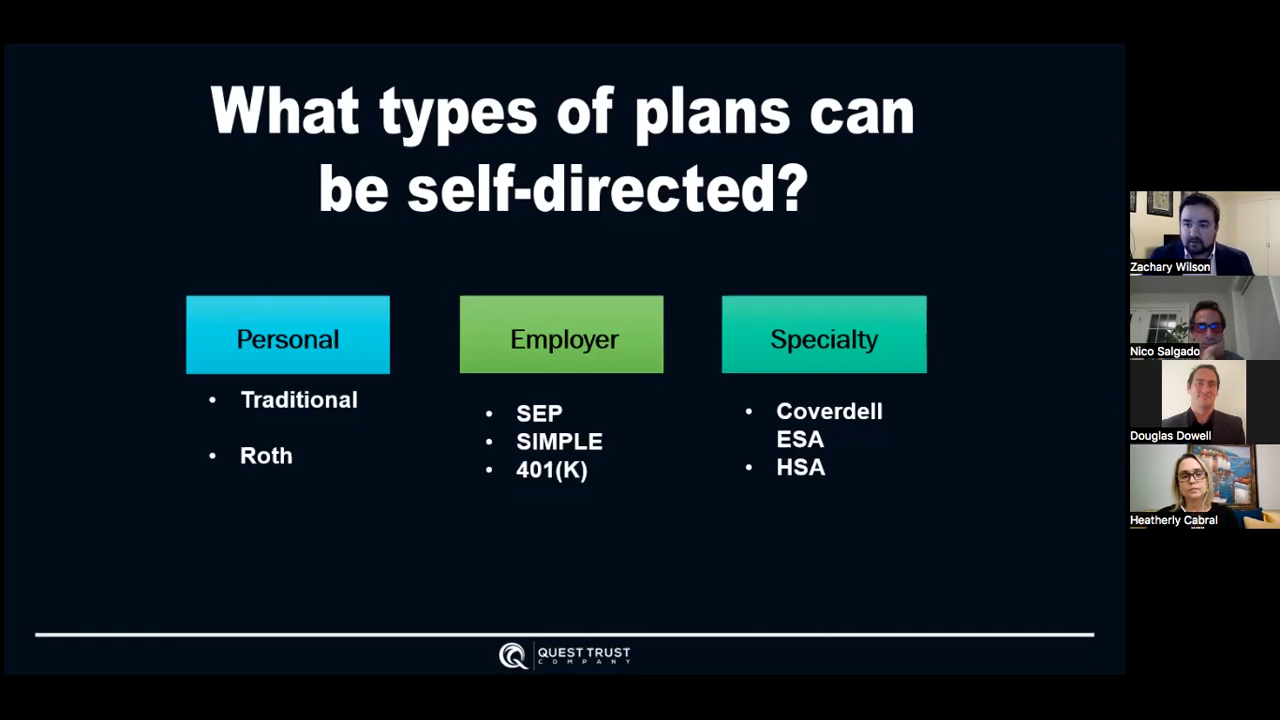 What types of plans can
be self-directed?
Personal
• Traditional
• Roth
Employer
• SEP
• SIMPLE
• 401(K)
Specialty
• Coverdell
ESA
• HSA
QUEST TRUST
COMPANY
Zachary Wilson
Nico Salgado
Douglas Dowell
Heatherly Cabral